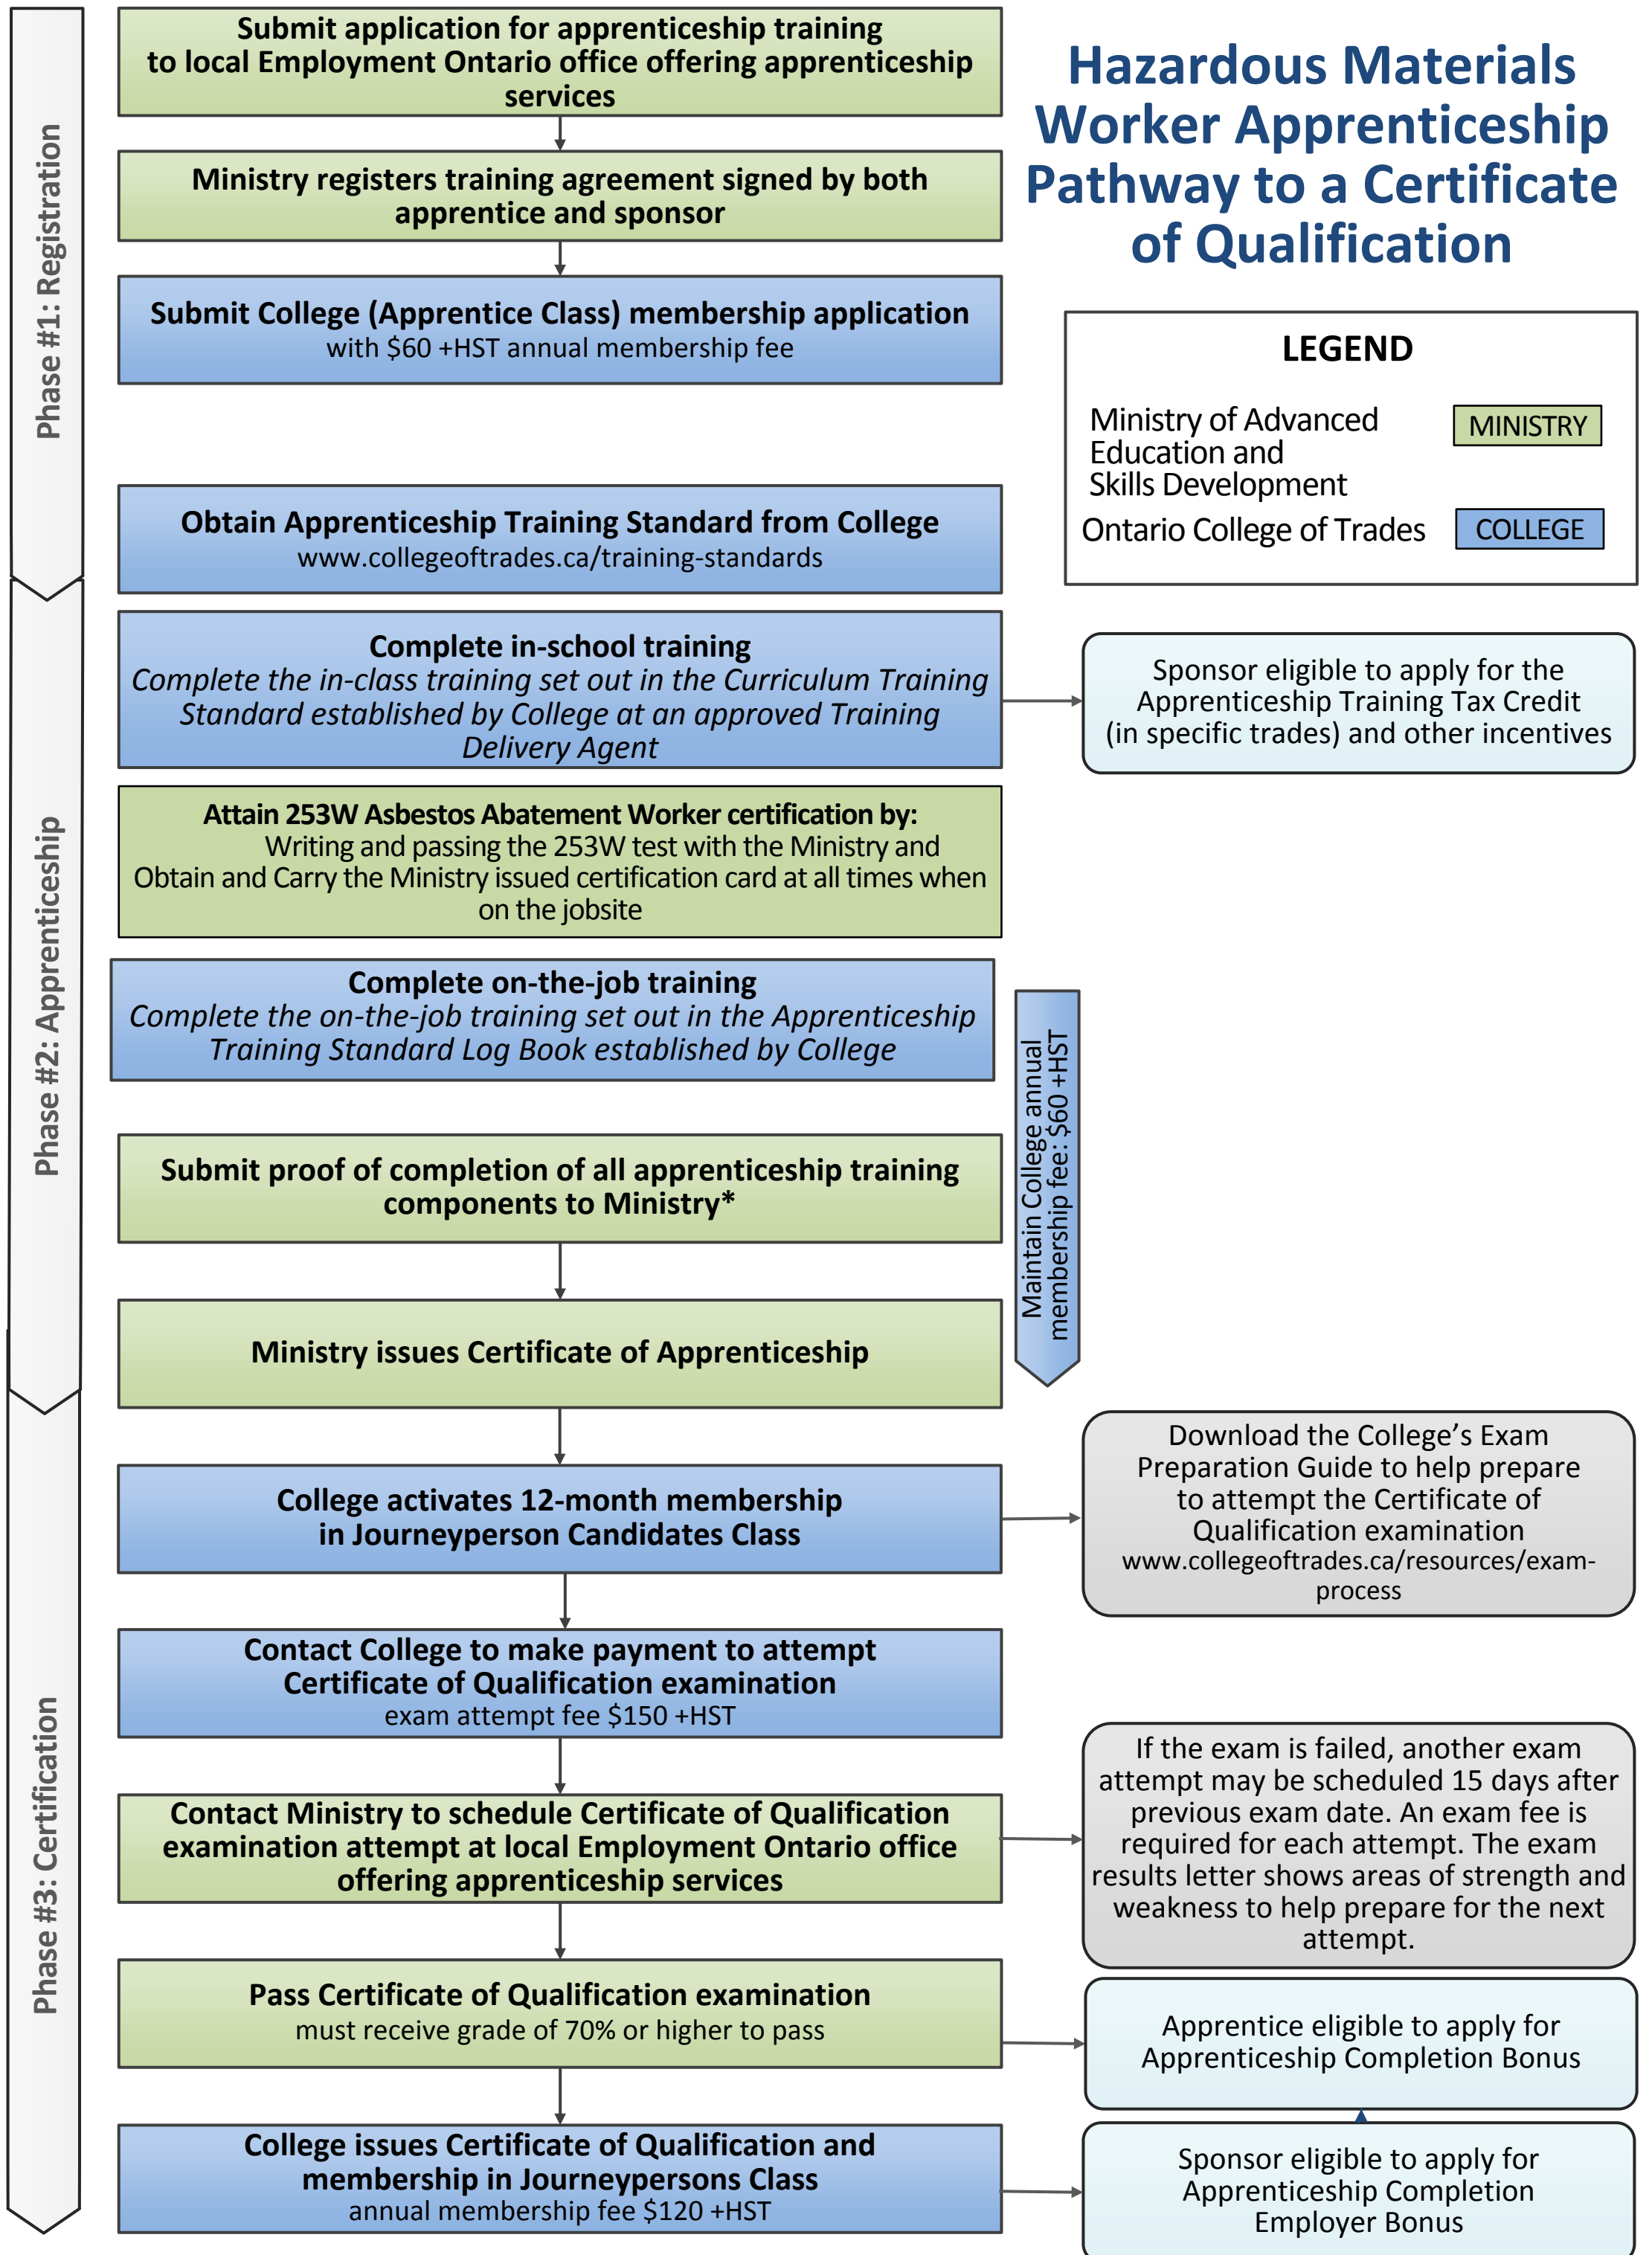 Hazardous Materials
Worker Apprenticeship
Pathway to a Certificate
of Qualification
LEGEND
Ministry of Advanced
Education and
Skills Development
MINISTRY
Ontario College of Trades
COLLEGE
Phase #1: Registration
Submit application for apprenticeship training
to local Employment Ontario office offering apprenticeship
services
Ministry registers training agreement signed by both
apprentice and sponsor
Submit College (Apprentice Class) membership application
with $60 +HST annual membership fee
Obtain Apprenticeship Training Standard from College
www.collegeoftrades.ca/training-standards
Phase #2: Apprenticeship
Complete in-school training
Complete the in-class training set out in the Curriculum Training
Standard established by College at an approved Training
Delivery Agent
Sponsor eligible to apply for the
Apprenticeship Training Tax Credit
(in specific trades) and other incentives
Attain 253W Asbestos Abatement Worker certification by:
Writing and passing the 253W test with the Ministry and
Obtain and Carry the Ministry issued certification card at all times when
on the jobsite
Complete on-the-job training
Complete the on-the-job training set out in the Apprenticeship
Training Standard Log Book established by College
Maintain College annual
membership fee: $60 +HST
Submit proof of completion of all apprenticeship training
components to Ministry*
Ministry issues Certificate of Apprenticeship
Phase #3: Certification
College activates 12-month membership
in Journeyperson Candidates Class
Download the College’s Exam
Preparation Guide to help prepare
to attempt the Certificate of
Qualification examination
www.collegeoftrades.ca/resources/exam-
process
Contact College to make payment to attempt
Certificate of Qualification examination
exam attempt fee $150 +HST
Contact Ministry to schedule Certificate of Qualification
examination attempt at local Employment Ontario office
offering apprenticeship services
If the exam is failed, another exam
attempt may be scheduled 15 days after
previous exam date. An exam fee is
required for each attempt. The exam
results letter shows areas of strength and
weakness to help prepare for the next
attempt.
Pass Certificate of Qualification examination
must receive grade of 70% or higher to pass
Apprentice eligible to apply for
Apprenticeship Completion Bonus
College issues Certificate of Qualification and
membership in Journeypersons Class
annual membership fee $120 +HST
Sponsor eligible to apply for
Apprenticeship Completion
Employer Bonus